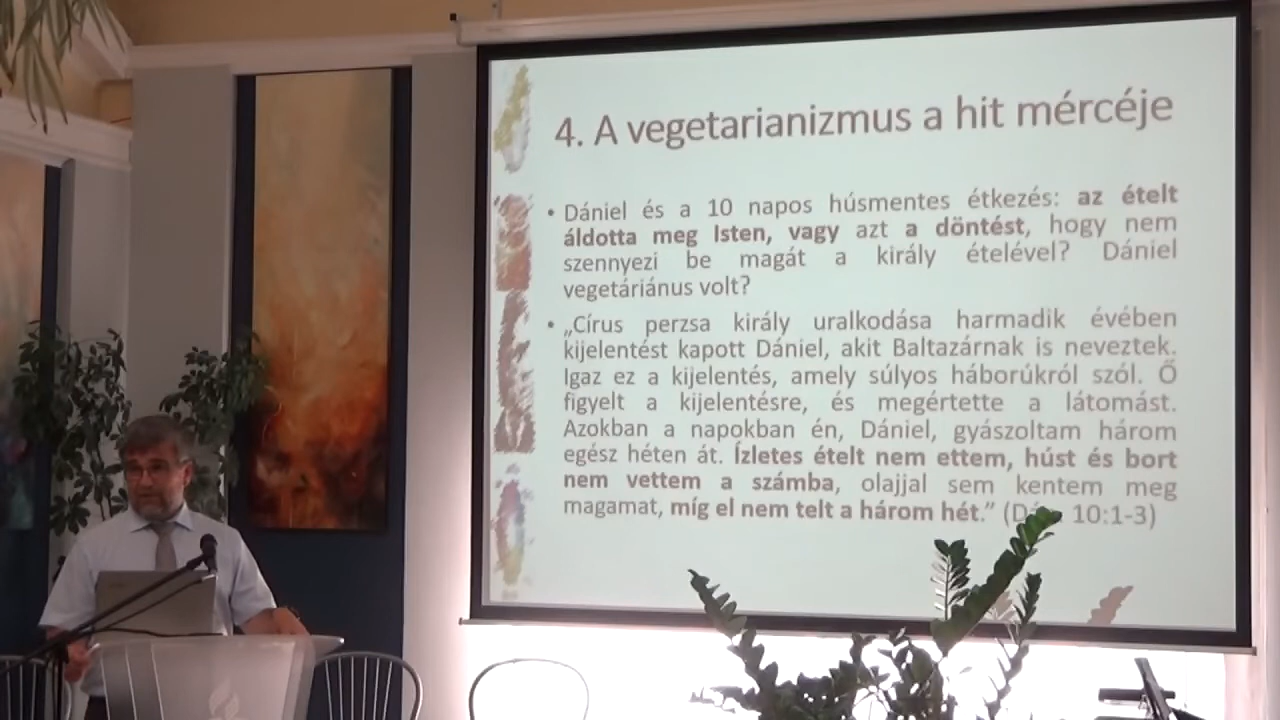 4. A vegetarianizmus a hit mércéje
• Dániel és a 10 napos húsmentes étkezés: az ételt
áldotta meg Isten, vagy azt a döntést, hogy nem
szennyezi be magát a király ételével? Dániel
vegetáriánus volt?
• „Círus perzsa király uralkodása harmadik évében
kijelentést kapott Dániel, akit Baltazárnak is neveztek.
Igaz ez a kijelentés, amely súlyos háborúkról szól. Ő
figyelt a kijelentésre, és megértette a látomást.
Azokban a napokban én, Dániel, gyászoltam három
egész héten át. Ízletes ételt nem ettem, húst és bort
nem vettem a számba, olajjal sem kentem meg
magamat, míg el nem telt a három hét.” 10:1-3)